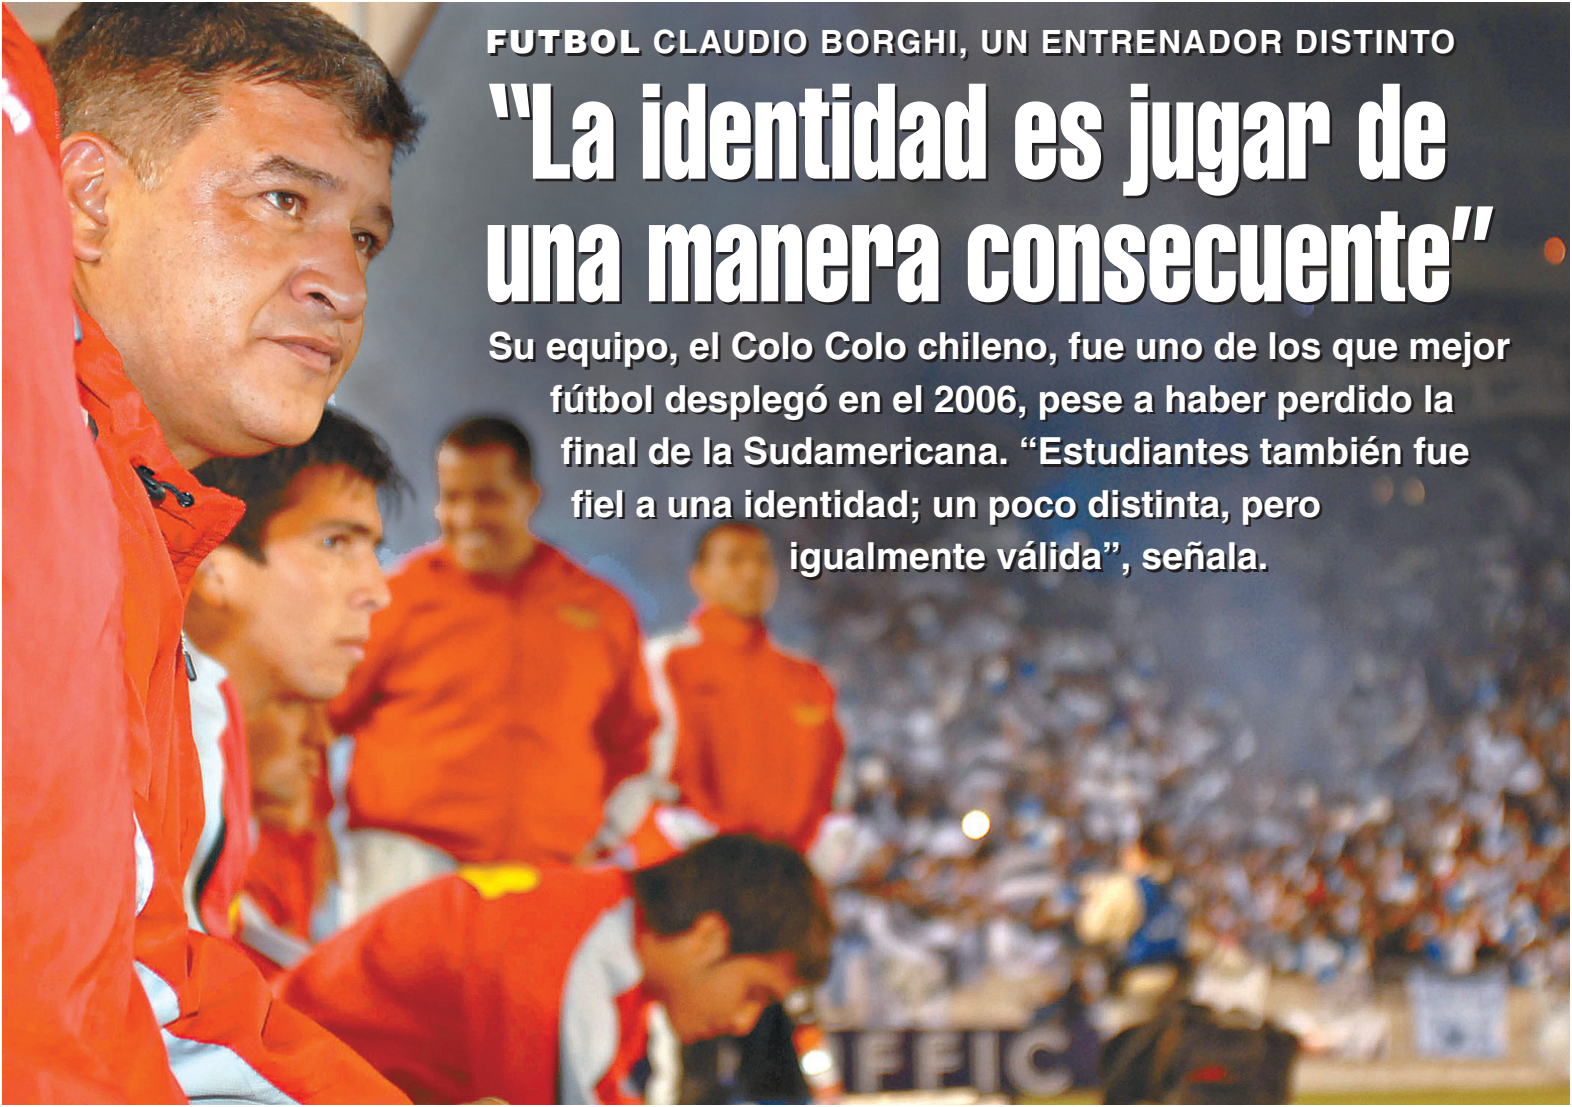 FUTBOL CLAUDIO BORGHI, UN ENTRENADOR DISTINTO
“La identidad es jugar de
una manera consecuente”
Su equipo, el Colo Colo chileno, fue uno de los que mejor
fútbol desplegó en el 2006, pese a haber perdido la
final de la Sudamericana. “Estudiantes también fue
fiel a una identidad; un poco distinta, pero
igualmente válida”, señala.